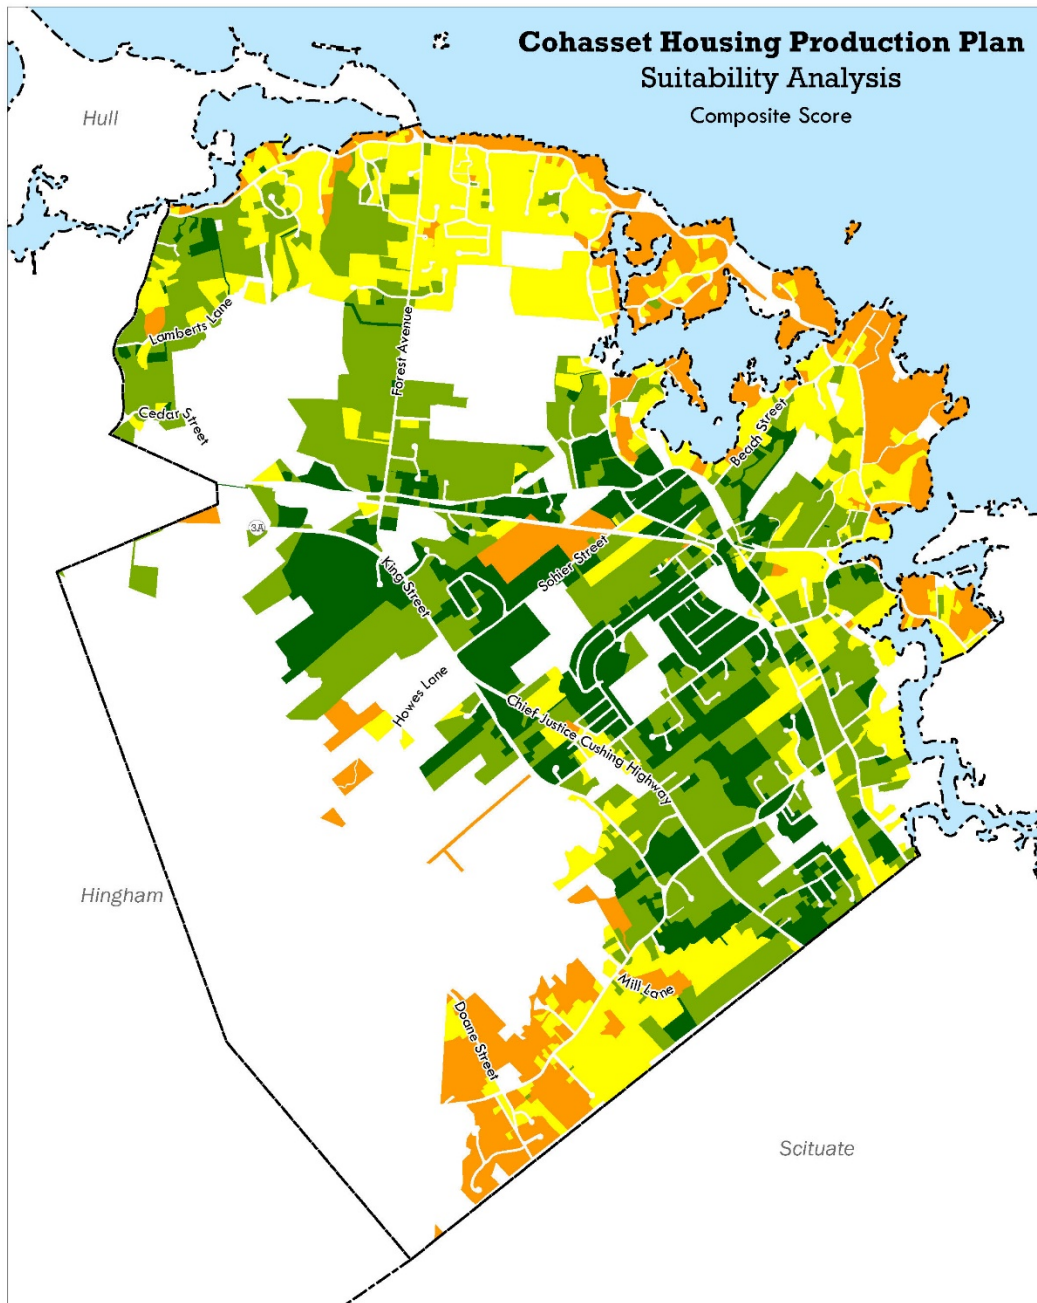 Cohasset Housing Production Plan
Suitability Analysis
Composite Score
Hull
Lamberts Lane
Forest Avenue
Cedar Street
Beach Street
3A
King Street
Sohier Street
Howes Lane
Chief Justice Cushing Highway
Hingham
Mill Lane
Doane Street
Scituate